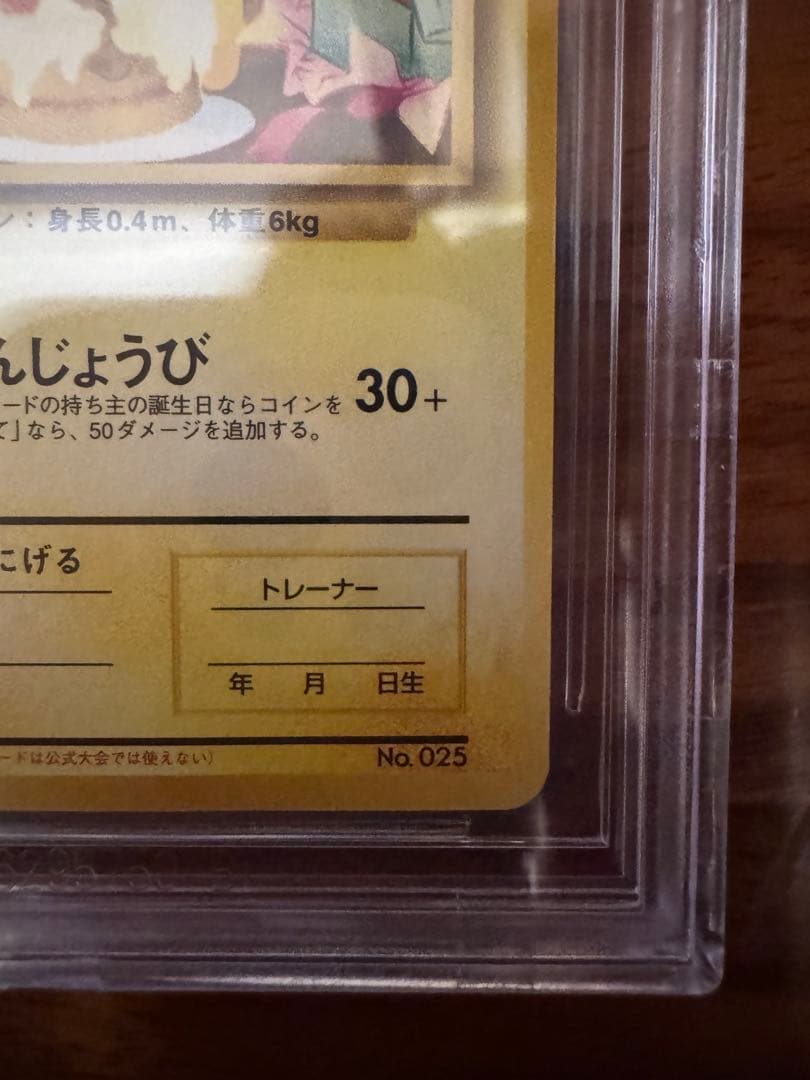 ン：身長0.4m、体重6kg
んじょうび
30+
ードの持ち主の誕生日ならコインを
て」なら、50ダメージを追加する。
にげる
トレーナー
年 月 日生
ードは公式大会では使えない）
No. 025